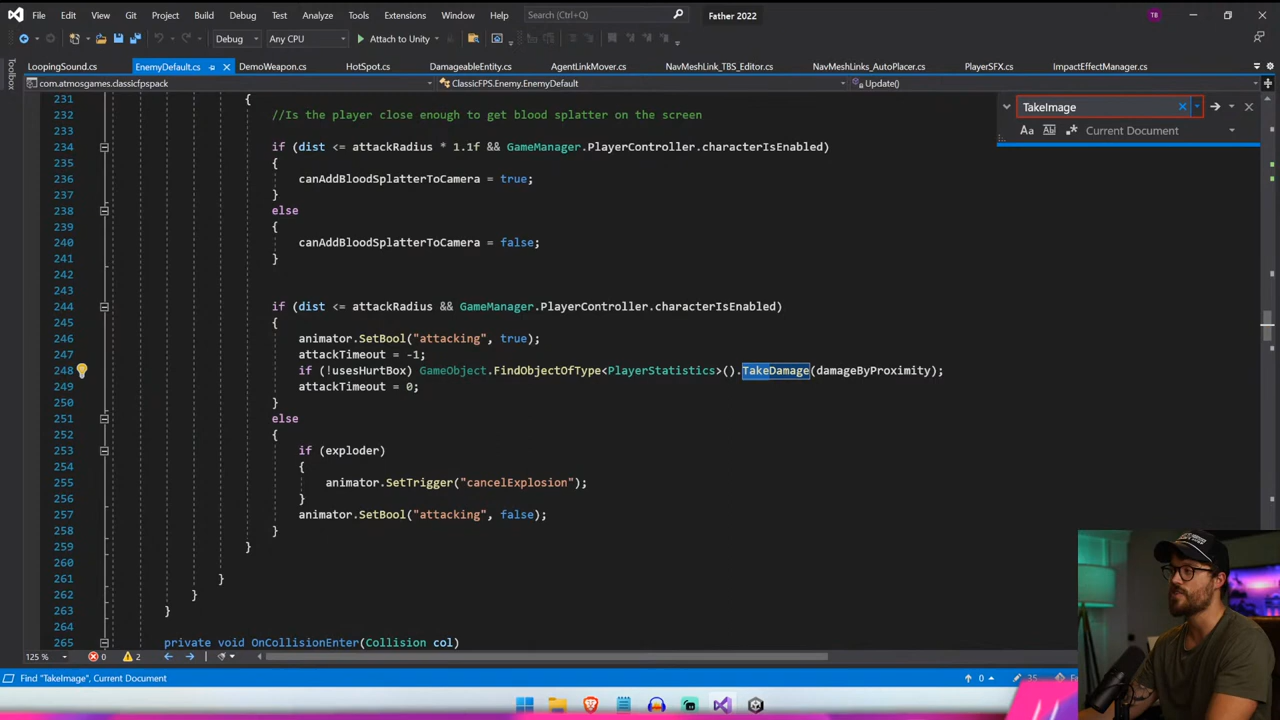 File Edit View Git Project Build Debug Test Analyze Tools Extensions Window Help Search (Ctrl+Q) Father 2022 TB
Debug Any CPU Attach to Unity
Toolbox
LoopingSound.cs EnemyDefault.cs DemoWeapon.cs HotSpot.cs DamageableEntity.cs AgentLinkMover.cs NavMeshLink_TBS_Editor.cs NavMeshLinks_AutoPlacer.cs PlayerSFX.cs ImpactEffectManager.cs
com.atmosgames.classicfpspack ClassicFPS.Enemy.EnemyDefault Update()
TakeImage
Aa Current Document
231 {
232 //Is the player close enough to get blood splatter on the screen
233
234 if (dist <= attackRadius * 1.1f && GameManager.PlayerController.characterIsEnabled)
235 {
236 canAddBloodSplatterToCamera = true;
237 }
238 else
239 {
240 canAddBloodSplatterToCamera = false;
241 }
242
243
244 if (dist <= attackRadius && GameManager.PlayerController.characterIsEnabled)
245 {
246 animator.SetBool("attacking", true);
247 attackTimeout = -1;
248 if (!usesHurtBox) GameObject.FindObjectOfType<PlayerStatistics>().TakeDamage(damageByProximity);
249 attackTimeout = 0;
250 }
251 else
252 {
253 if (exploder)
254 {
255 animator.SetTrigger("cancelExplosion");
256 }
257 animator.SetBool("attacking", false);
258 }
259 }
260
261 }
262 }
263 }
264
265 private void OnCollisionEnter(Collision col)
125 % 0 2
Find "TakeImage", Current Document 0 35